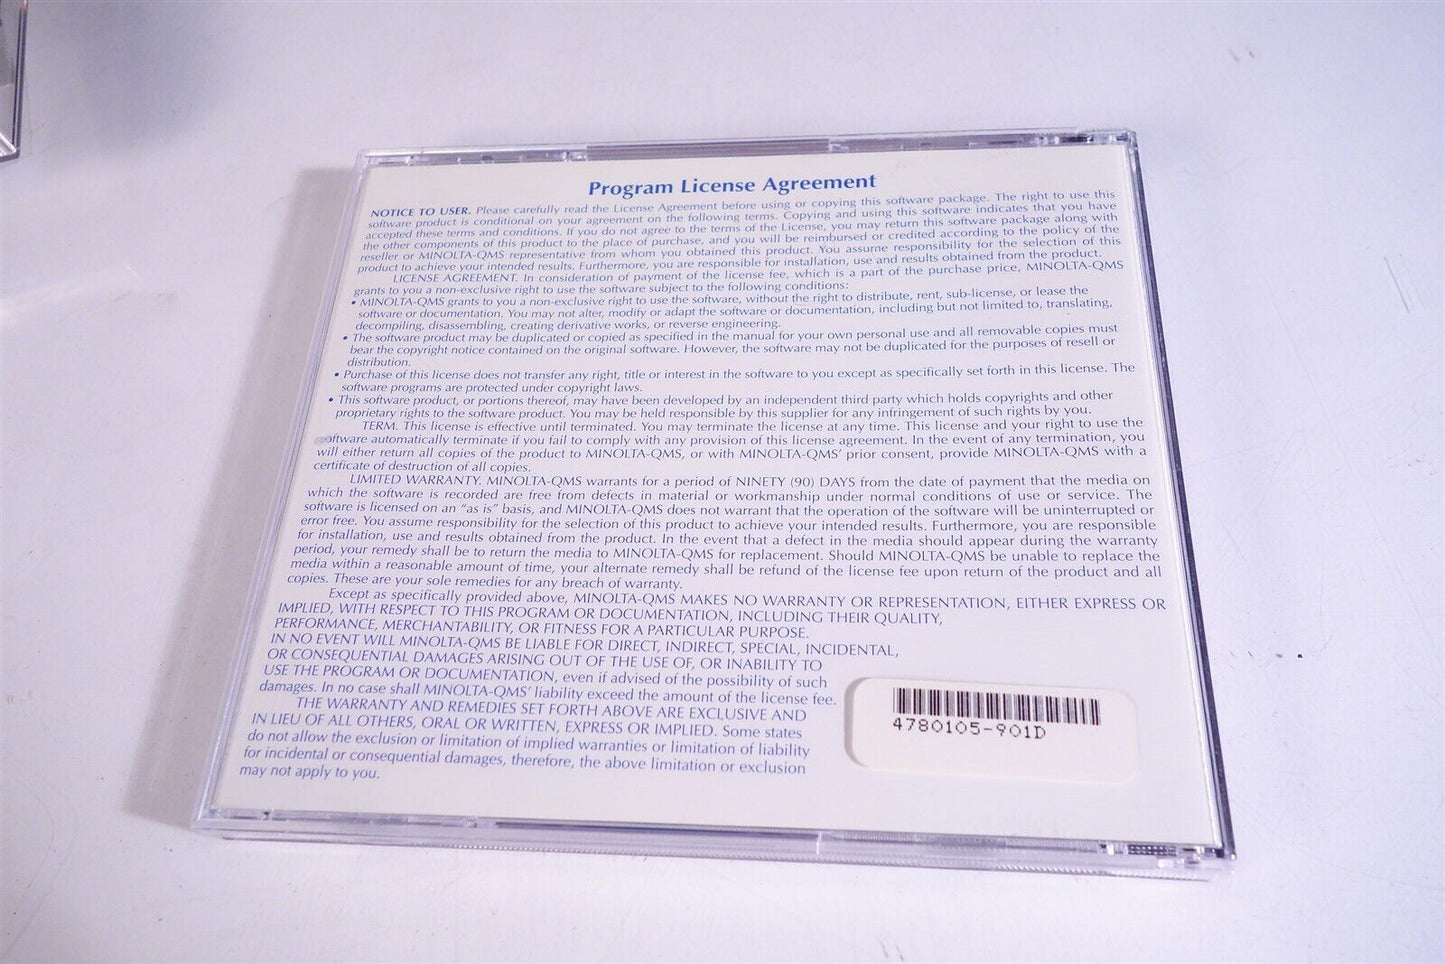 Program License Agreement
NOTICE TO USER. Please carefully read the License Agreement before using or copying this software package. The right to use this
software product is conditional on your agreement on the following terms. Copying and using this software indicates that you have
accepted these terms and conditions. If you do not agree to the terms of the License, you may return this software package along with
the other components of this product to the place of purchase, and you will be reimbursed or credited according to the policy of the
reseller or MINOLTA-QMS representative from whom you obtained this product. You assume responsibility for the selection of this
product to achieve your intended results. Furthermore, you are responsible for installation, use and results obtained from the product.
LICENSE AGREEMENT. In consideration of payment of the license fee, which is a part of the purchase price, MINOLTA-QMS
grants to you a non-exclusive right to use the software subject to the following conditions:
• MINOLTA-QMS grants to you a non-exclusive right to use the software, without the right to distribute, rent, sub-license, or lease the
software or documentation. You may not alter, modify or adapt the software or documentation, including but not limited to, translating,
decompiling, disassembling, creating derivative works, or reverse engineering.
• The software product may be duplicated or copied as specified in the manual for your own personal use and all removable copies must
bear the copyright notice contained on the original software. However, the software may not be duplicated for the purposes of resell or
distribution.
• Purchase of this license does not transfer any right, title or interest in the software to you except as specifically set forth in this license. The
software programs are protected under copyright laws.
• This software product, or portions thereof, may have been developed by an independent third party which holds copyrights and other
proprietary rights to the software product. You may be held responsible by this supplier for any infringement of such rights by you.
TERM. This license is effective until terminated. You may terminate the license at any time. This license and your right to use the
software automatically terminate if you fail to comply with any provision of this license agreement. In the event of any termination, you
will either return all copies of the product to MINOLTA-QMS, or with MINOLTA-QMS' prior consent, provide MINOLTA-QMS with a
certificate of destruction of all copies.
LIMITED WARRANTY. MINOLTA-QMS warrants for a period of NINETY (90) DAYS from the date of payment that the media on
which the software is recorded are free from defects in material or workmanship under normal conditions of use or service. The
software is licensed on an "as is" basis, and MINOLTA-QMS does not warrant that the operation of the software will be uninterrupted or
error free. You assume responsibility for the selection of this product to achieve your intended results. Furthermore, you are responsible
for installation, use and results obtained from the product. In the event that a defect in the media should appear during the warranty
period, your remedy shall be to return the media to MINOLTA-QMS for replacement. Should MINOLTA-QMS be unable to replace the
media within a reasonable amount of time, your alternate remedy shall be refund of the license fee upon return of the product and all
copies. These are your sole remedies for any breach of warranty.
Except as specifically provided above, MINOLTA-QMS MAKES NO WARRANTY OR REPRESENTATION, EITHER EXPRESS OR
IMPLIED, WITH RESPECT TO THIS PROGRAM OR DOCUMENTATION, INCLUDING THEIR QUALITY,
PERFORMANCE, MERCHANTABILITY, OR FITNESS FOR A PARTICULAR PURPOSE.
IN NO EVENT WILL MINOLTA-QMS BE LIABLE FOR DIRECT, INDIRECT, SPECIAL, INCIDENTAL,
OR CONSEQUENTIAL DAMAGES ARISING OUT OF THE USE OF, OR INABILITY TO
USE THE PROGRAM OR DOCUMENTATION, even if advised of the possibility of such
damages. In no case shall MINOLTA-QMS' liability exceed the amount of the license fee.
THE WARRANTY AND REMEDIES SET FORTH ABOVE ARE EXCLUSIVE AND
IN LIEU OF ALL OTHERS, ORAL OR WRITTEN, EXPRESS OR IMPLIED. Some states
do not allow the exclusion or limitation of implied warranties or limitation of liability
for incidental or consequential damages, therefore, the above limitation or exclusion
may not apply to you.
4780105-901D